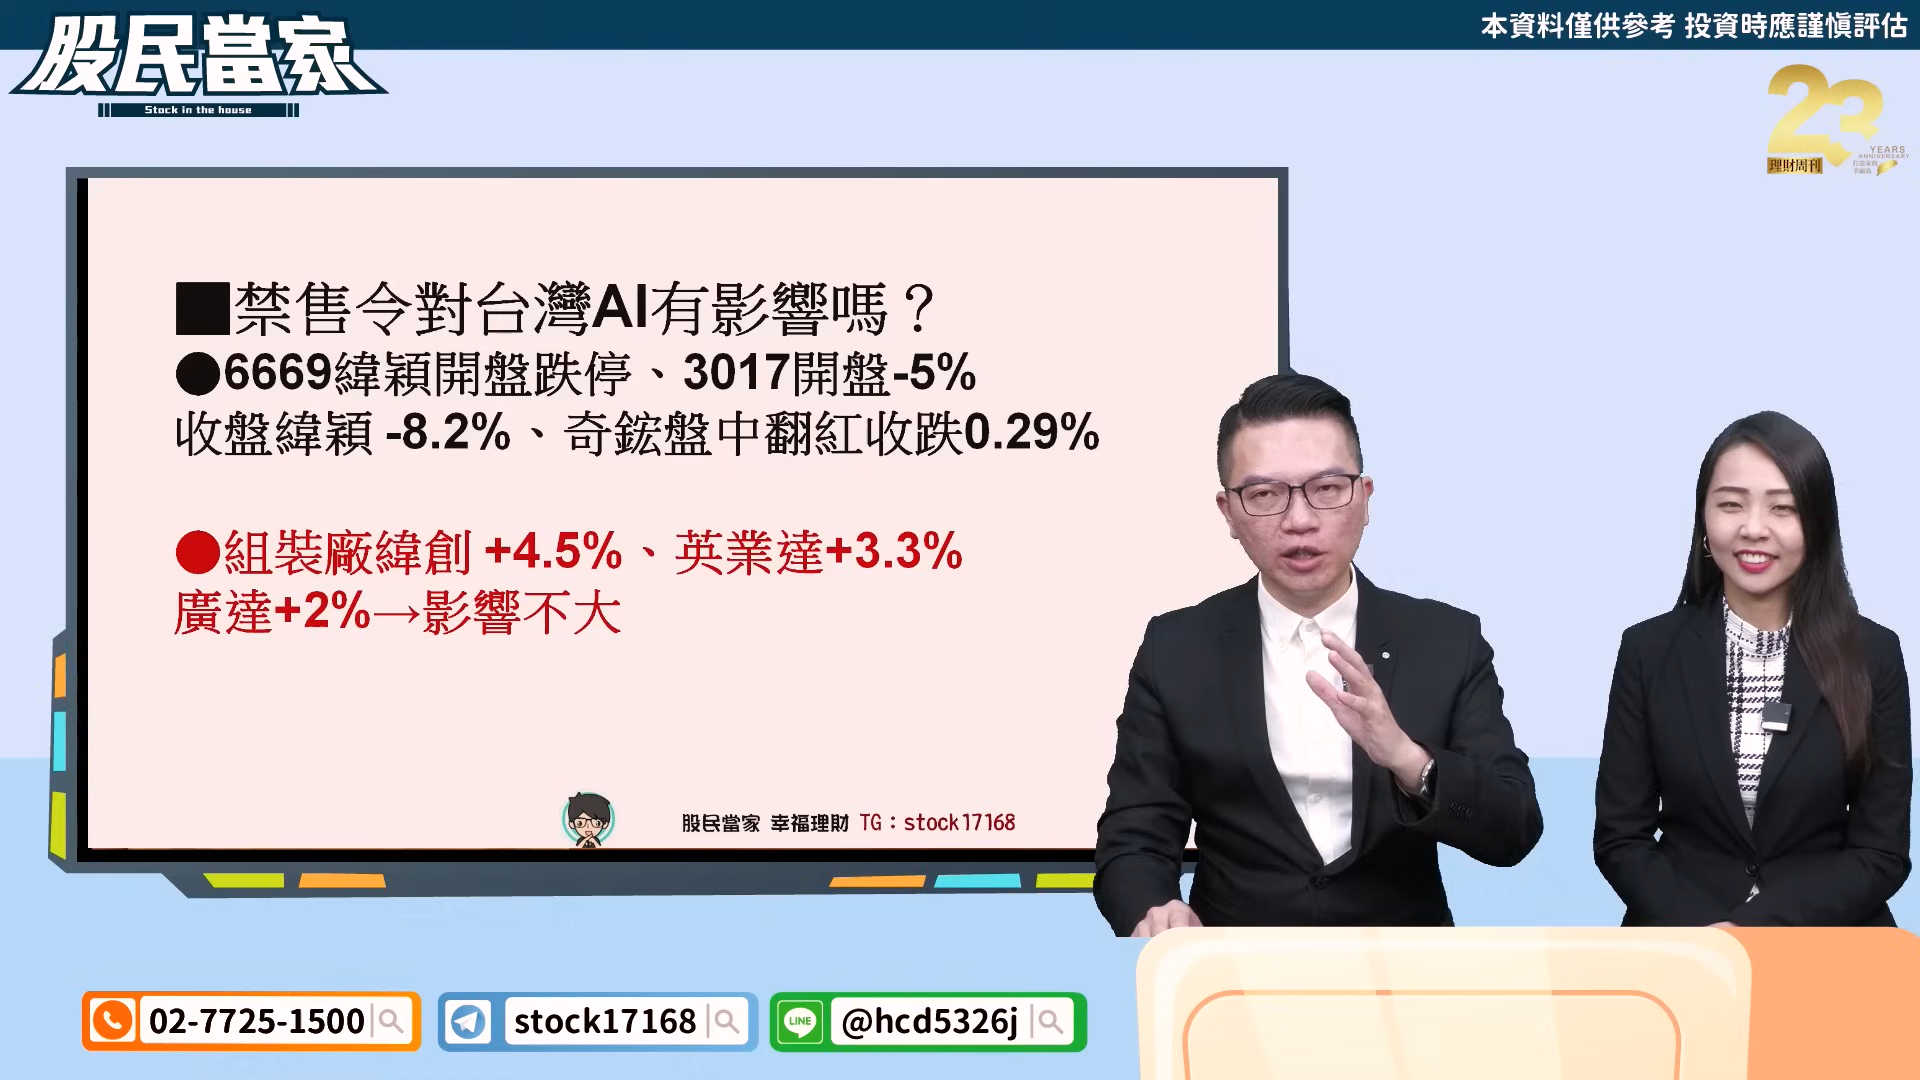 股民當家
Stock in the house
本資料僅供參考 投資時應謹慎評估
23
YEARS
ANNIVERSARY
理財周刊
■禁售令對台灣AI有影響嗎？
●6669緯穎開盤跌停、3017開盤-5%
收盤緯穎 -8.2%、奇鋐盤中翻紅收跌0.29%
●組裝廠緯創 +4.5%、英業達+3.3%
廣達+2%→影響不大
股民當家 幸福理財 TG：stock17168
02-7725-1500
stock17168
LINE
@hcd5326j